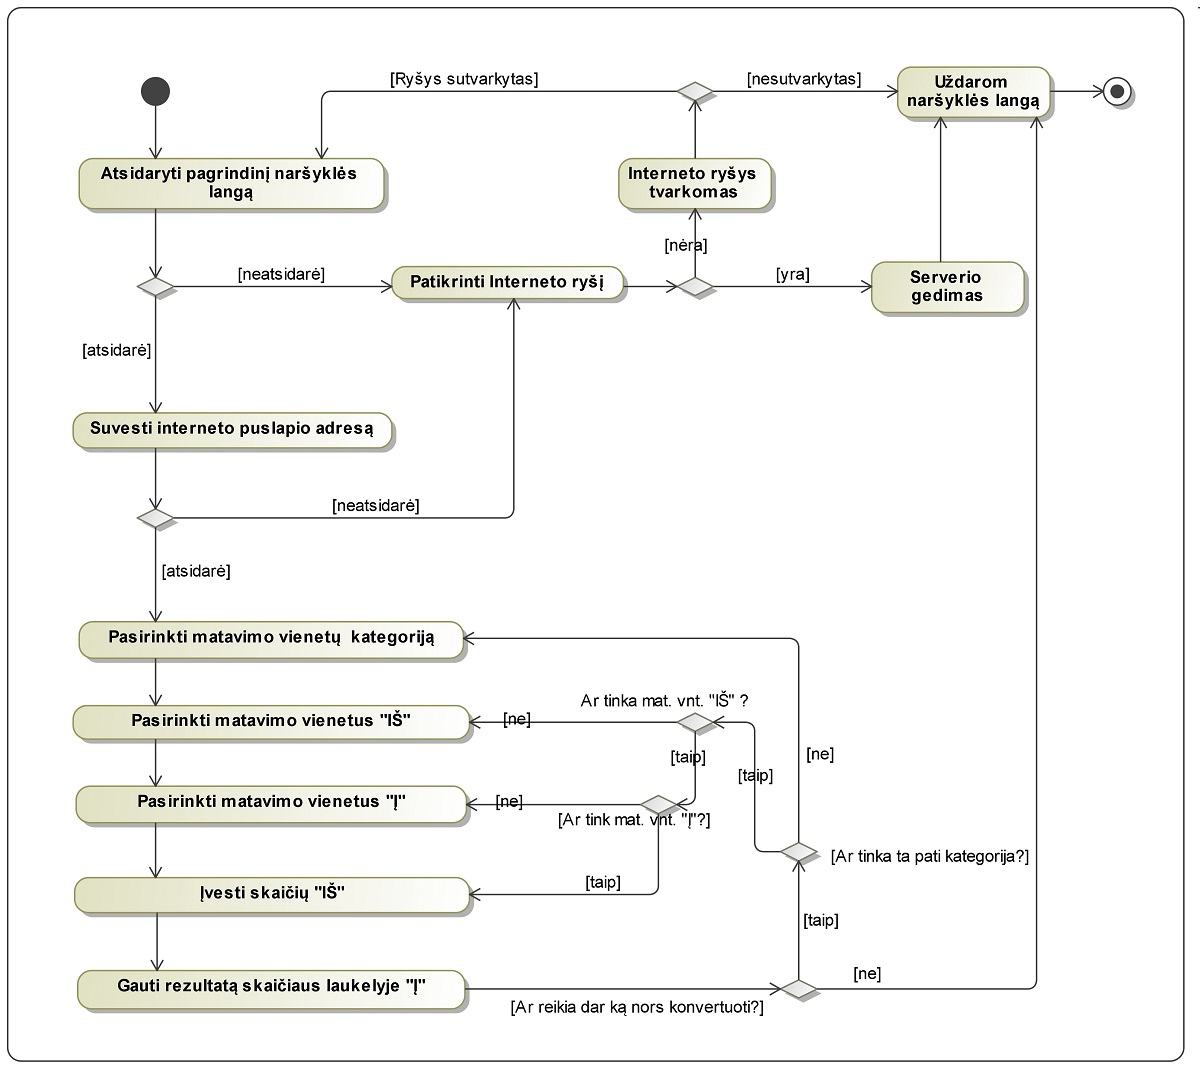 [Ryšys sutvarkytas]
[nesutvarkytas]
Uždarom
naršyklės langą
Atsidaryti pagrindinį naršyklės
langą
Interneto ryšys
tvarkomas
[nėra]
[neatsidarė]
Patikrinti Interneto ryšį
[yra]
Serverio
gedimas
[atsidarė]
Suvesti interneto puslapio adresą
[neatsidarė]
[atsidarė]
Pasirinkti matavimo vienetų kategoriją
Ar tinka mat. vnt. "IŠ" ?
Pasirinkti matavimo vienetus "IŠ"
[ne]
[taip]
[taip]
[ne]
Pasirinkti matavimo vienetus "Į"
[ne]
[Ar tink mat. vnt. "Į"?]
[Ar tinka ta pati kategorija?]
Įvesti skaičių "IŠ"
[taip]
[taip]
Gauti rezultatą skaičiaus laukelyje "Į"
[ne]
[Ar reikia dar ką nors konvertuoti?]